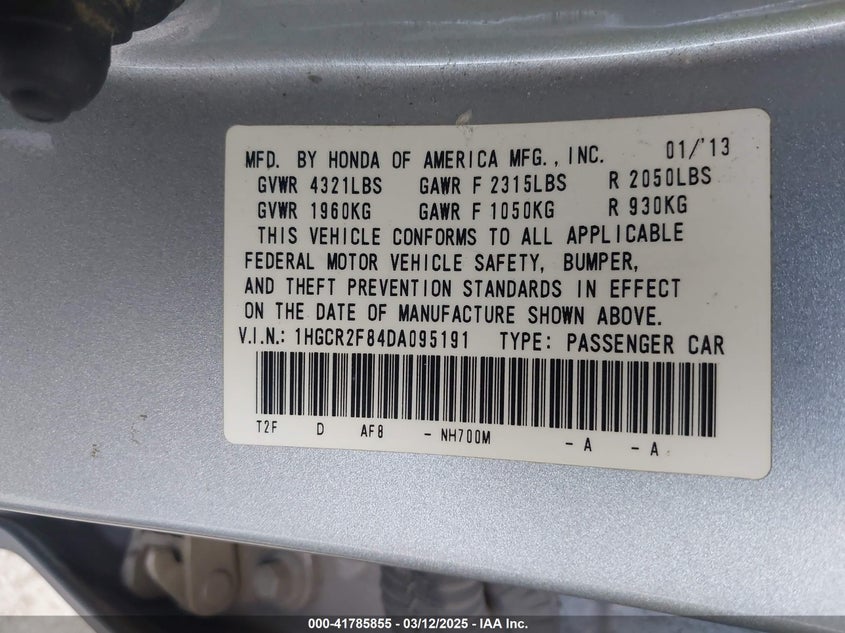 MFD. BY HONDA OF AMERICA MFG., INC. 01/'13
GVWR 4321LBS GAWR F 2315LBS R 2050LBS
GVWR 1960KG GAWR F 1050KG R 930KG
THIS VEHICLE CONFORMS TO ALL APPLICABLE
FEDERAL MOTOR VEHICLE SAFETY, BUMPER,
AND THEFT PREVENTION STANDARDS IN EFFECT
ON THE DATE OF MANUFACTURE SHOWN ABOVE.
V.I.N.: 1HGCR2F84DA095191 TYPE: PASSENGER CAR
T2F D AF8 - NH700M - A - A
000-41785855 - 03/12/2025 - IAA Inc.